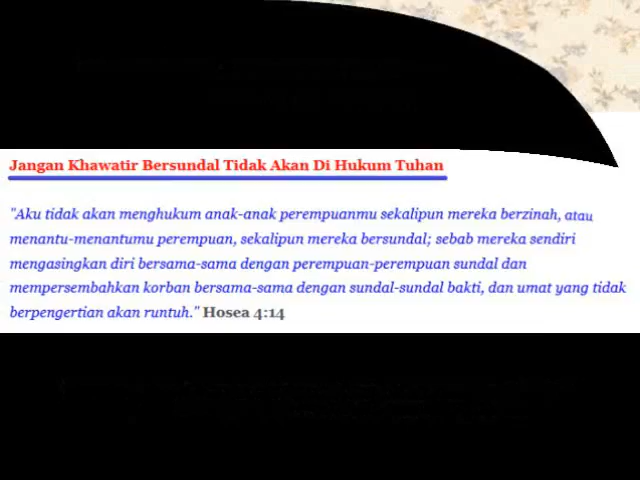 Jangan Khawatir Bersundal Tidak Akan Di Hukum Tuhan
"Aku tidak akan menghukum anak-anak perempuanmu sekalipun mereka berzinah, atau
menantu-menantumu perempuan, sekalipun mereka bersundal; sebab mereka sendiri
mengasingkan diri bersama-sama dengan perempuan-perempuan sundal dan
mempersembahkan korban bersama-sama dengan sundal-sundal bakti, dan umat yang tidak
berpengertian akan runtuh." Hosea 4:14